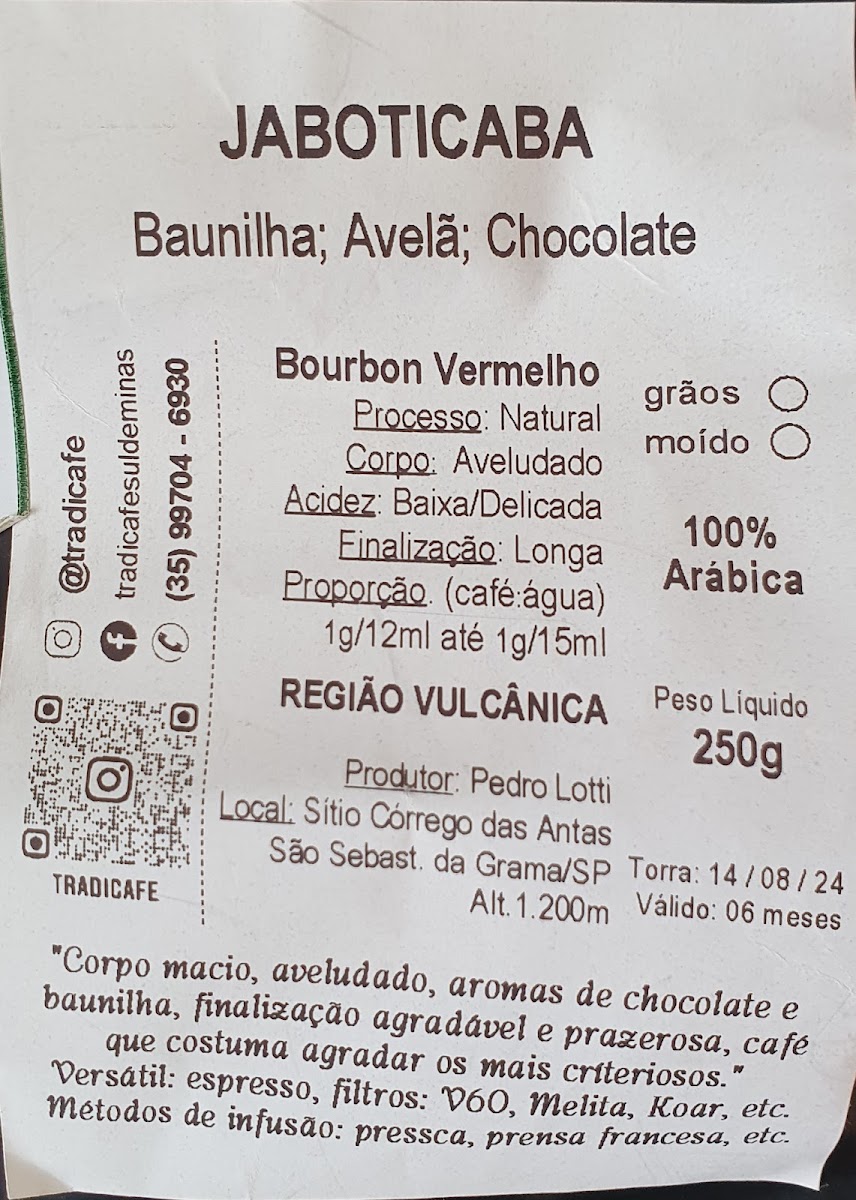 JABOTICABA
Baunilha; Avelã; Chocolate
@tradicafe
tradicafesuldeminas
(35) 99704 - 6930
TRADICAFE
Bourbon Vermelho
Processo: Natural
Corpo: Aveludado
Acidez: Baixa/Delicada
Finalização: Longa
Proporção. (café:água)
1g/12ml até 1g/15ml
REGIÃO VULCÂNICA
Produtor: Pedro Lotti
Local: Sítio Córrego das Antas
São Sebast. da Grama/SP
Alt. 1.200m
grãos
moído
100%
Arábica
Peso Líquido
250g
Torra: 14 / 08 / 24
Válido: 06 meses
"Corpo macio, aveludado, aromas de chocolate e
baunilha, finalização agradável e prazerosa, café
que costuma agradar os mais criteriosos."
Versátil: espresso, filtros: V60, Melita, Koar, etc.
Métodos de infusão: pressca, prensa francesa, etc.